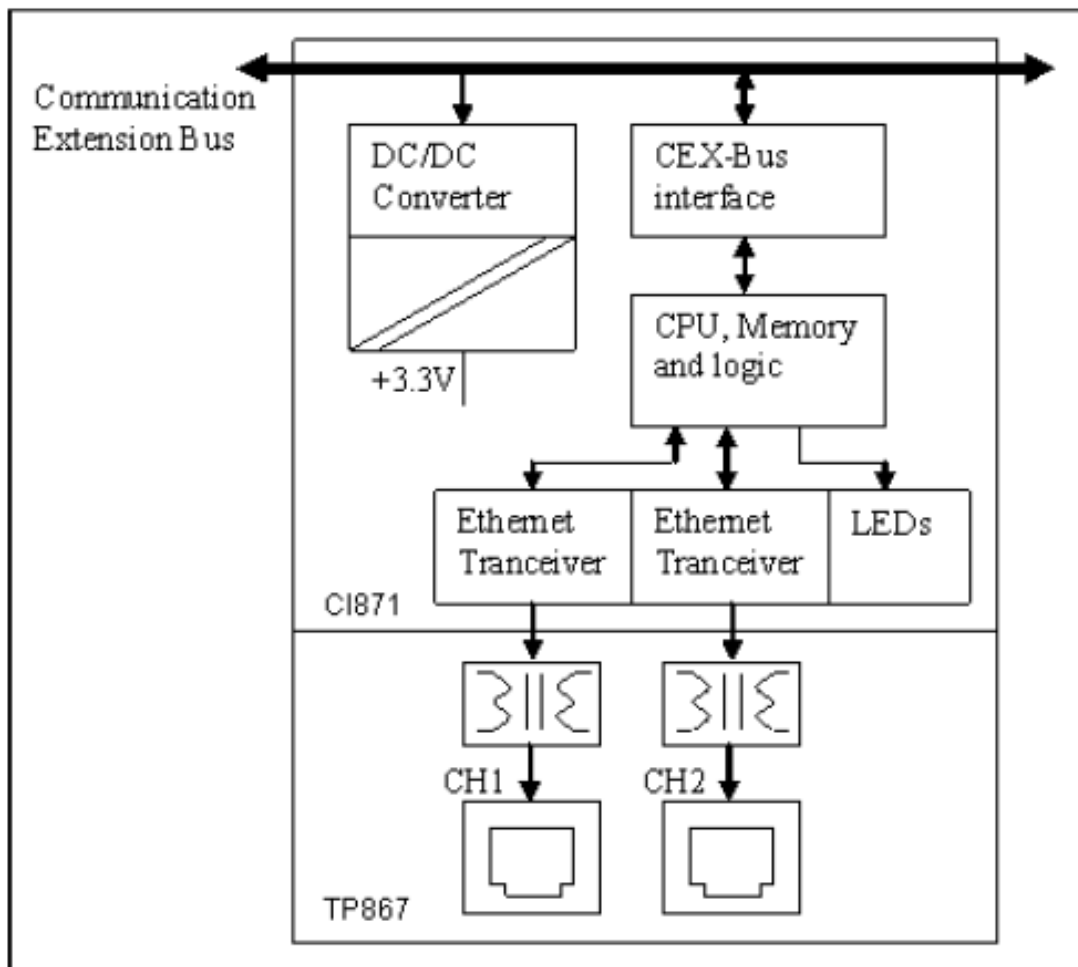 Communication
Extension Bus
DC/DC
Converter
CEX-Bus
interface
+3.3V
CPU, Memory
and logic
Ethernet
Tranceiver
Ethernet
Tranceiver
LEDs
CI871
CH1
CH2
TP867